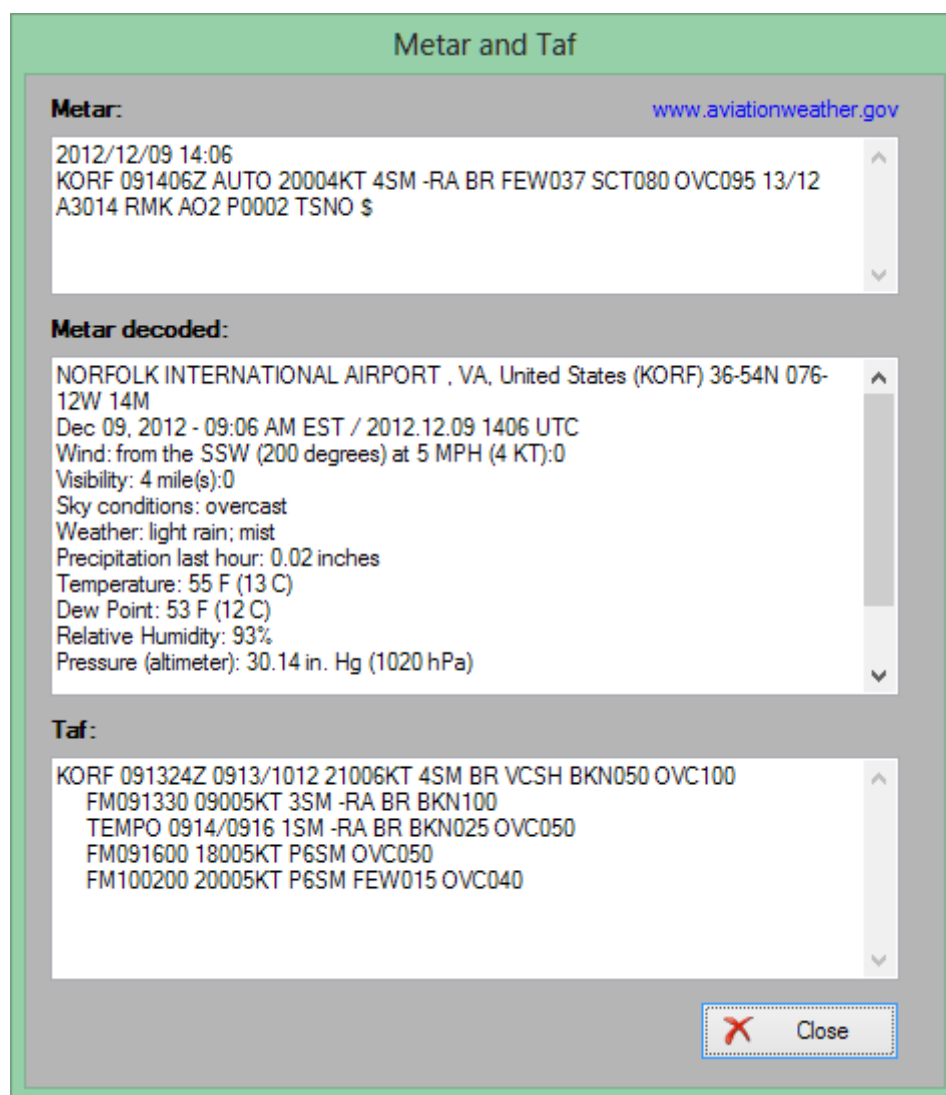 Metar and Taf
Metar: www.aviationweather.gov
2012/12/09 14:06
KORF 091406Z AUTO 20004KT 4SM -RA BR FEW037 SCT080 OVC095 13/12
A3014 RMK AO2 P0002 TSNO $
Metar decoded:
NORFOLK INTERNATIONAL AIRPORT , VA, United States (KORF) 36-54N 076-
12W 14M
Dec 09, 2012 - 09:06 AM EST / 2012.12.09 1406 UTC
Wind: from the SSW (200 degrees) at 5 MPH (4 KT):0
Visibility: 4 mile(s):0
Sky conditions: overcast
Weather: light rain; mist
Precipitation last hour: 0.02 inches
Temperature: 55 F (13 C)
Dew Point: 53 F (12 C)
Relative Humidity: 93%
Pressure (altimeter): 30.14 in. Hg (1020 hPa)
Taf:
KORF 091324Z 0913/1012 21006KT 4SM BR VCSH BKN050 OVC100
FM091330 09005KT 3SM -RA BR BKN100
TEMPO 0914/0916 1SM -RA BR BKN025 OVC050
FM091600 18005KT P6SM OVC050
FM100200 20005KT P6SM FEW015 OVC040
Close